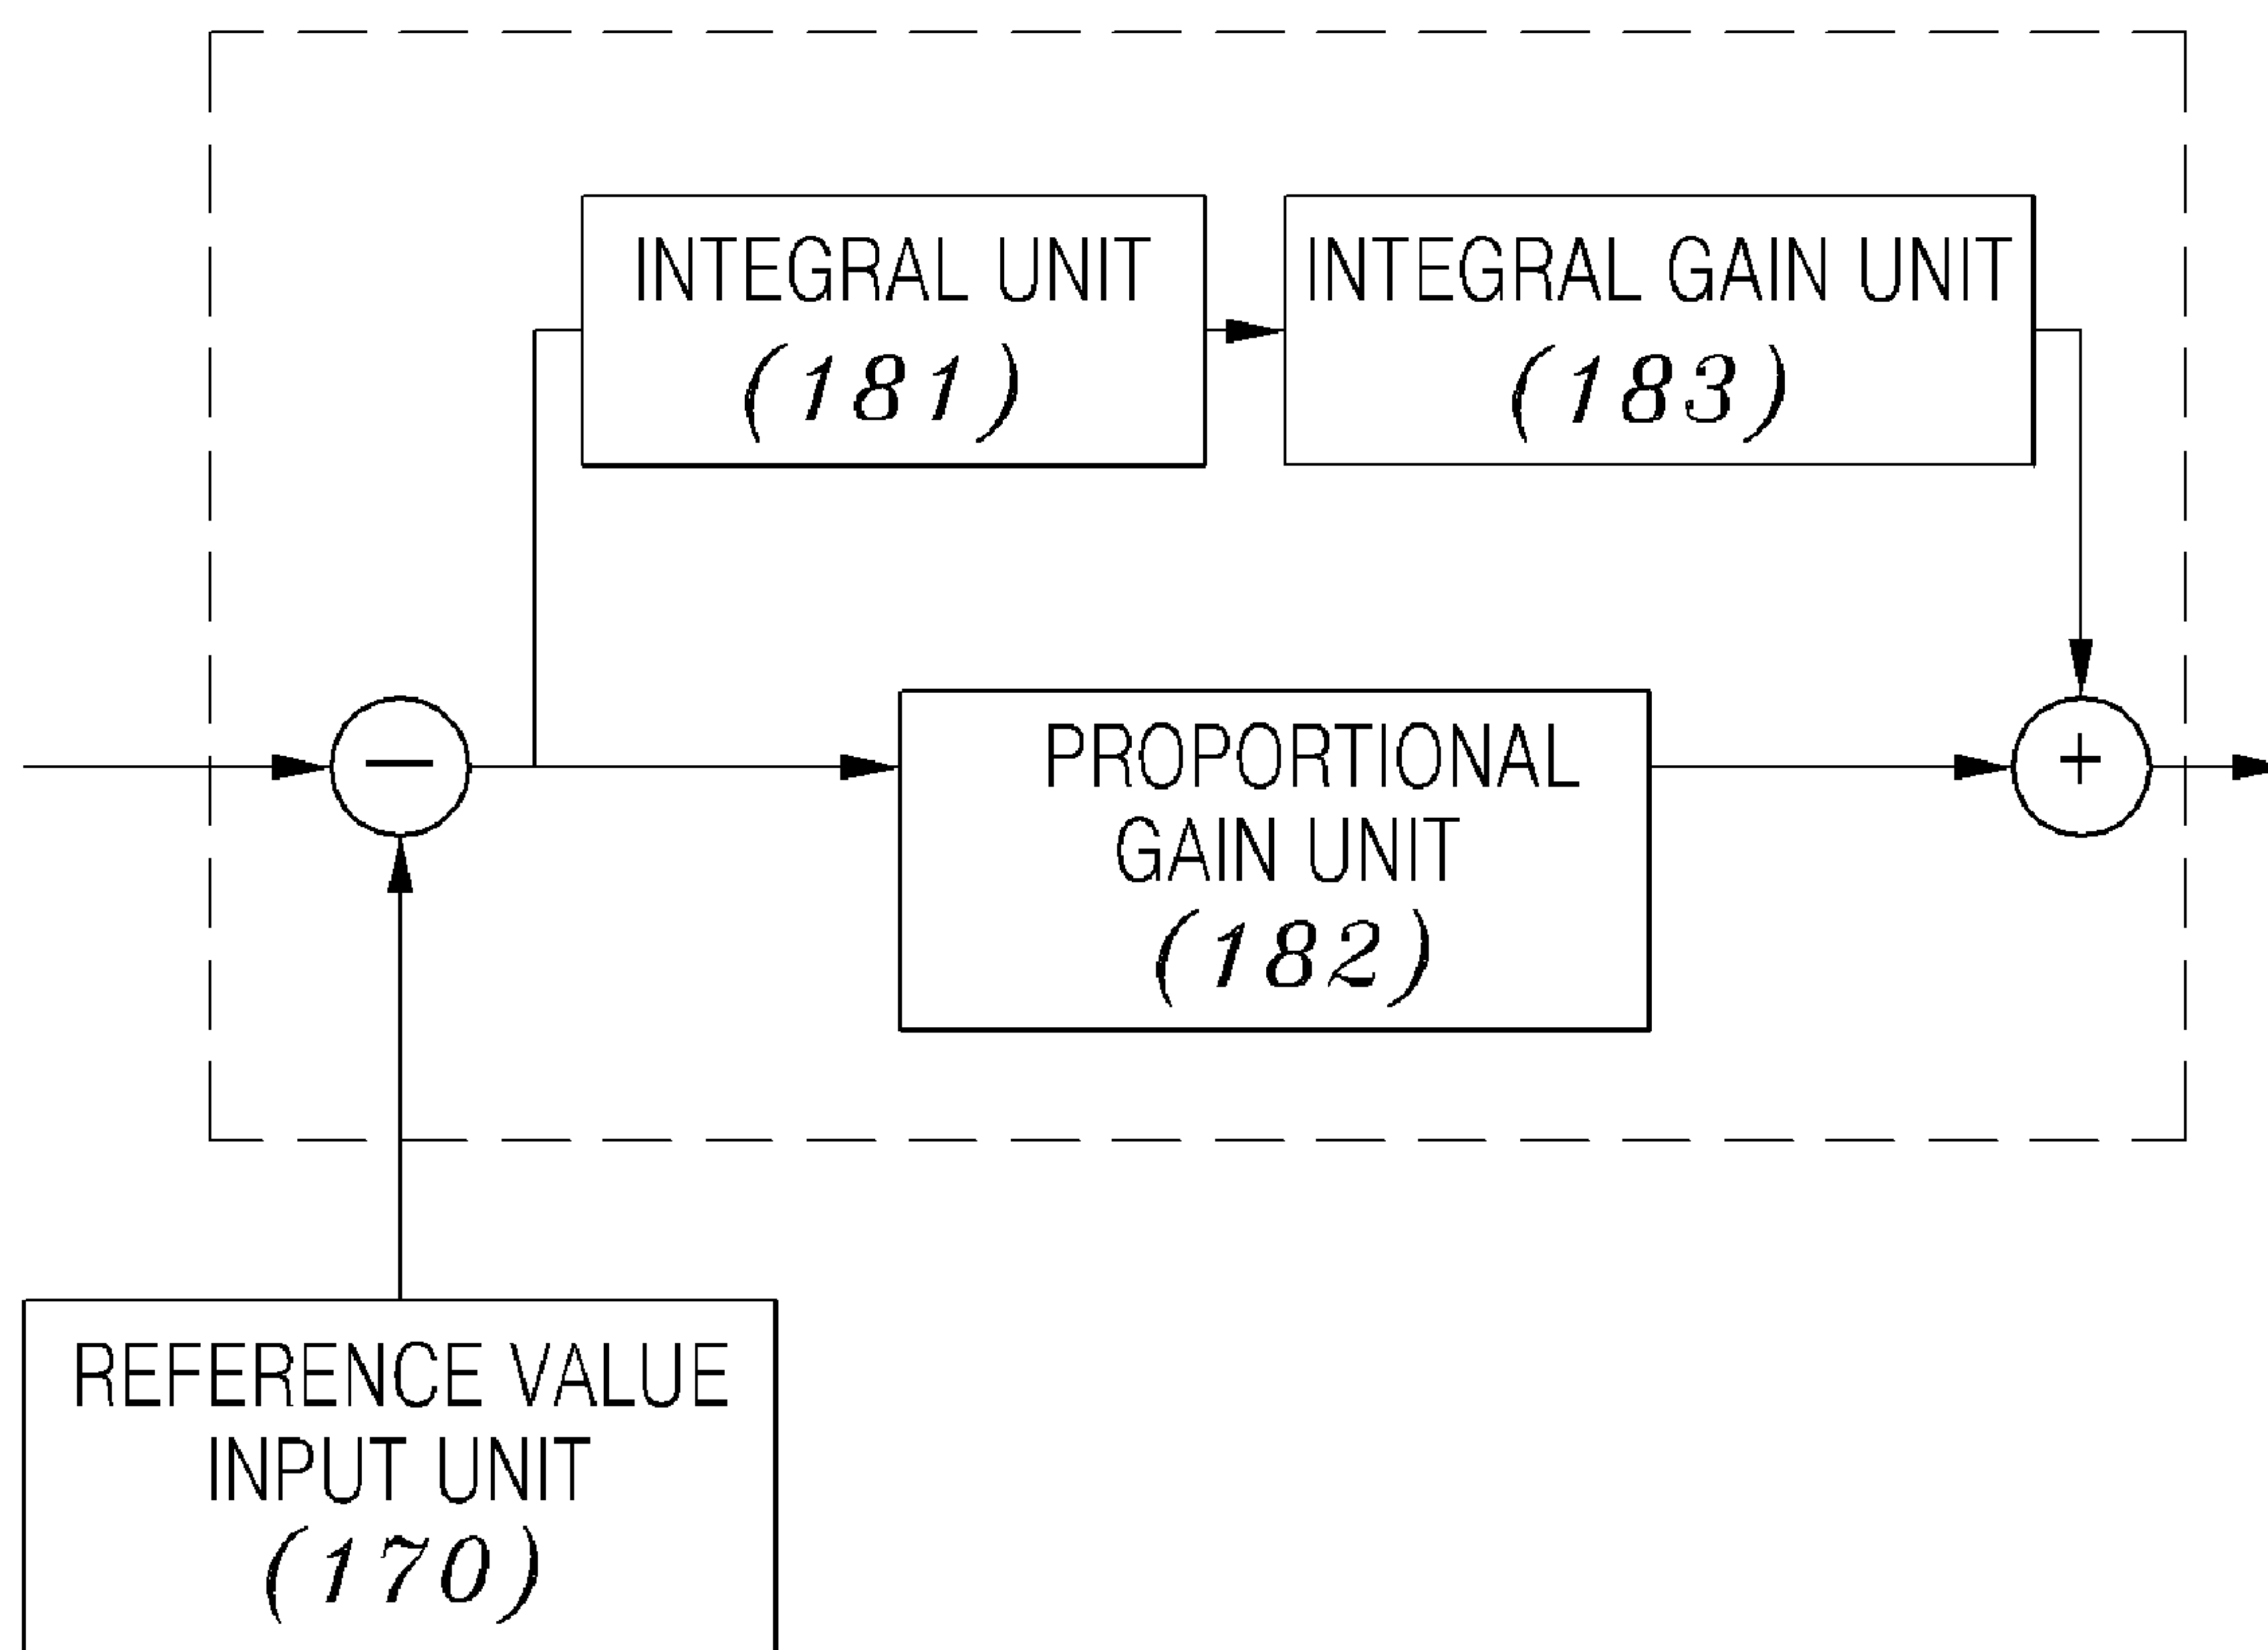 INTEGRAL UNIT
(181)
INTEGRAL GAIN UNIT
(183)
−
PROPORTIONAL
GAIN UNIT
(182)
+
REFERENCE VALUE
INPUT UNIT
(170)